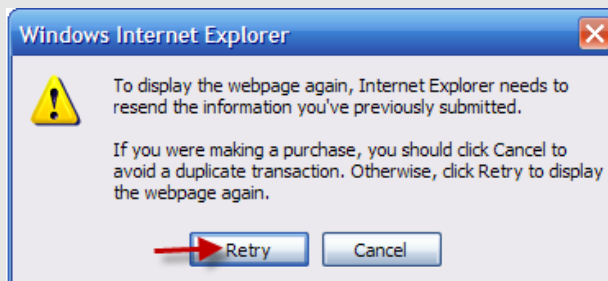 Windows Internet Explorer
To display the webpage again, Internet Explorer needs to
resend the information you've previously submitted.
If you were making a purchase, you should click Cancel to
avoid a duplicate transaction. Otherwise, click Retry to display
the webpage again.
Retry Cancel